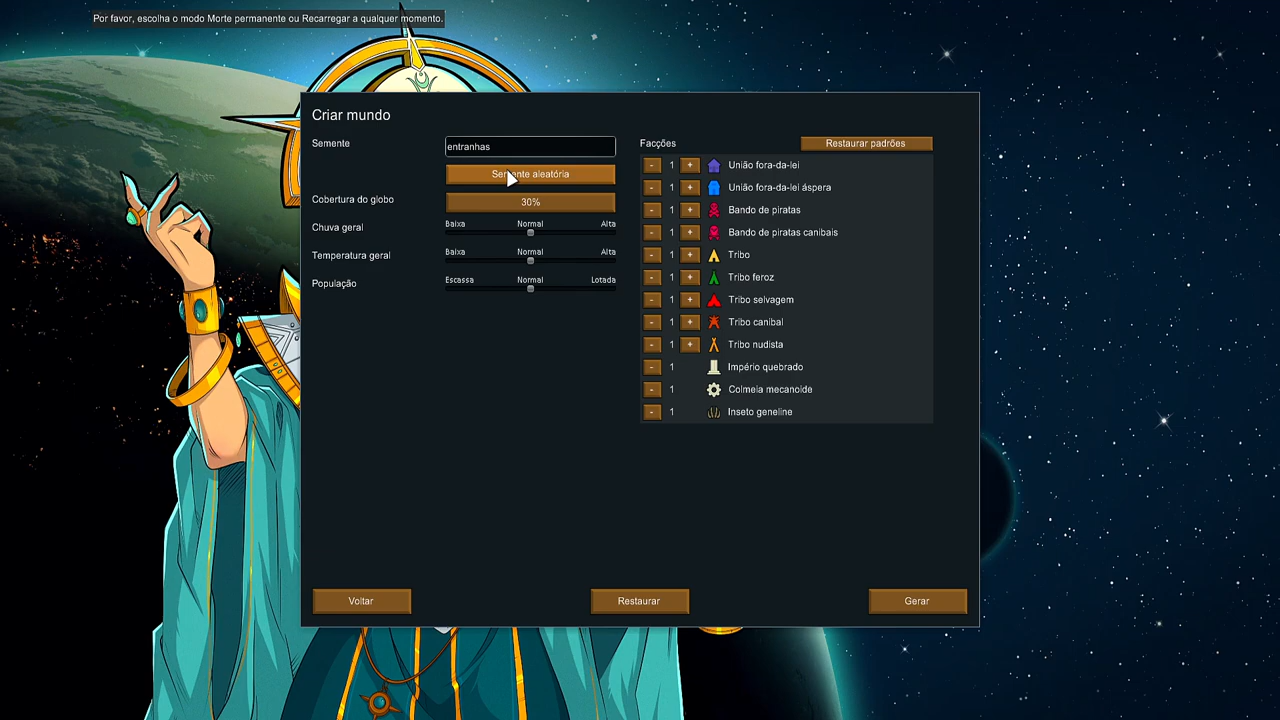 Por favor, escolha o modo Morte permanente ou Recarregar a qualquer momento.
Criar mundo
Semente
entranhas
Semente aleatória
Cobertura do globo
30%
Chuva geral
Baixa Normal Alta
Temperatura geral
Baixa Normal Alta
População
Escassa Normal Lotada
Facções
Restaurar padrões
- 1 + União fora-da-lei
- 1 + União fora-da-lei áspera
- 1 + Bando de piratas
- 1 + Bando de piratas canibais
- 1 + Tribo
- 1 + Tribo feroz
- 1 + Tribo selvagem
- 1 + Tribo canibal
- 1 + Tribo nudista
- 1 Império quebrado
- 1 Colmeia mecanoide
- 1 Inseto geneline
Voltar
Restaurar
Gerar